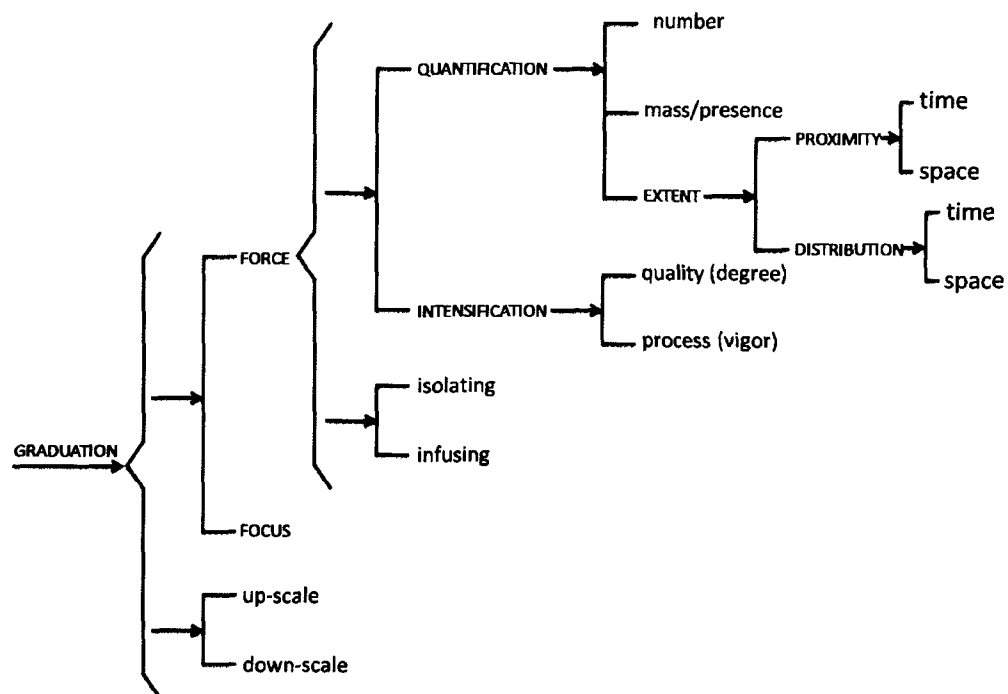 number
QUANTIFICATION
mass/presence
time
PROXIMITY
space
EXTENT
time
DISTRIBUTION
space
FORCE
quality (degree)
INTENSIFICATION
process (vigor)
isolating
GRADUATION
infusing
FOCUS
up-scale
down-scale